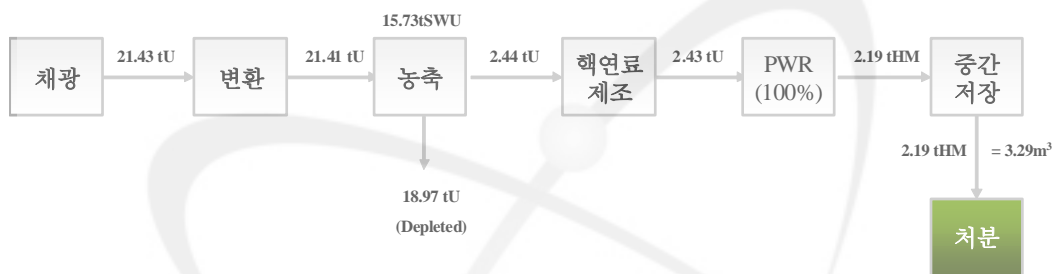 15.73tSWU
채광
21.43 tU
변환
21.41 tU
농축
2.44 tU
핵연료
제조
2.43 tU
PWR
(100%)
2.19 tHM
중간
저장
2.19 tHM = 3.29m³
18.97 tU
(Depleted)
처분